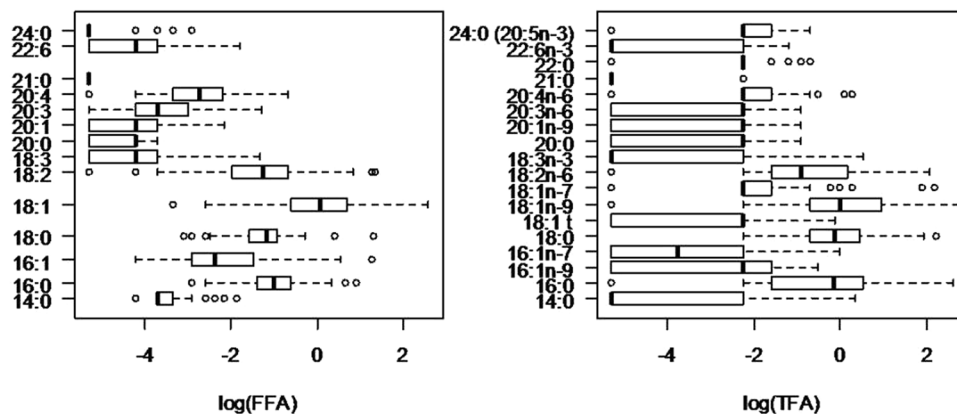 24:0
22:6
21:0
20:4
20:3
20:1
20:0
18:3
18:2
18:1
18:0
16:1
16:0
14:0
-4
-2
0
2
log(FFA)
24:0 (20:5n-3)
22:6n-3
22:0
21:0
20:4n-6
20:3n-6
20:1n-9
20:0
18:3n-3
18:2n-6
18:1n-7
18:1n-9
18:1 t
18:0
16:1n-7
16:1n-9
16:0
14:0
-4
-2
0
2
log(TFA)